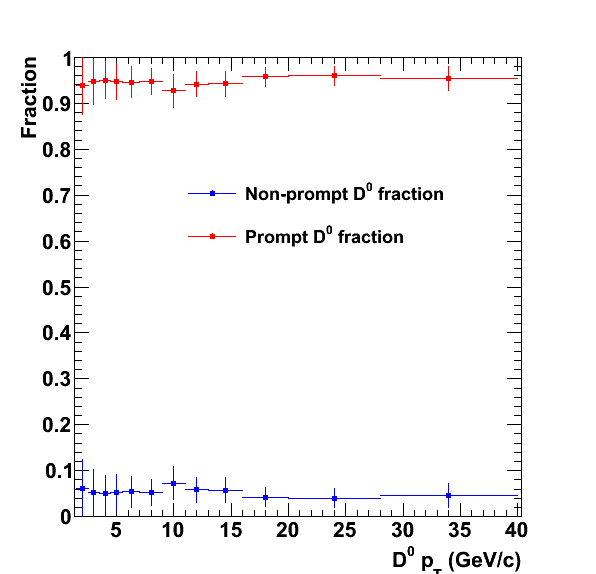 Fraction
1
0.9
0.8
0.7
0.6
0.5
0.4
0.3
0.2
0.1
0
Non-prompt D⁰ fraction
Prompt D⁰ fraction
5 10 15 20 25 30 35 40
D⁰ p_T (GeV/c)